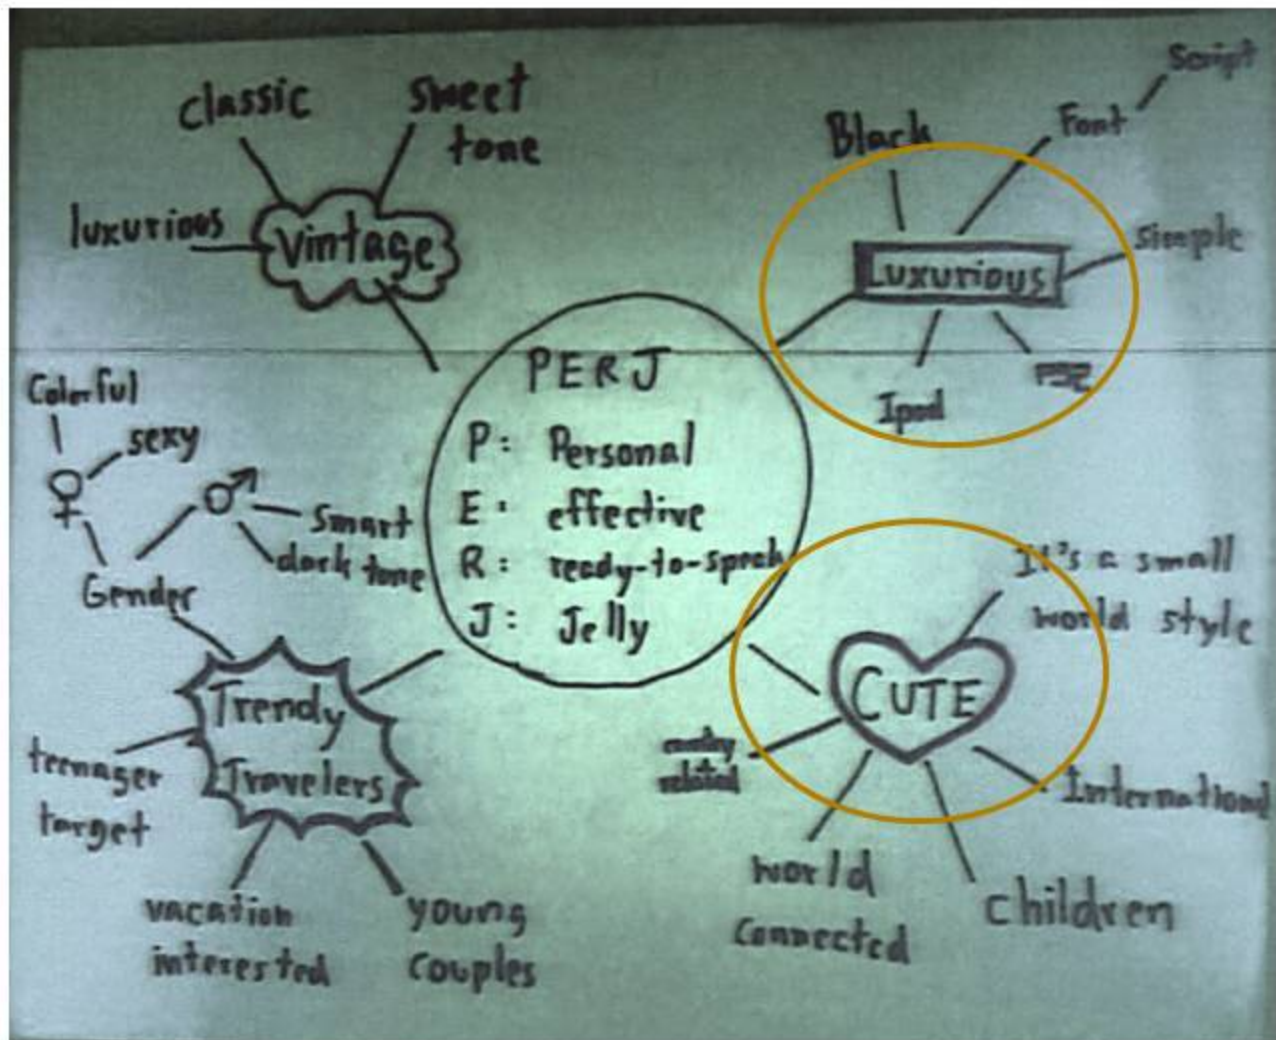 classic
sweet
tone
luxurious
Vintage
Black
Font
Script
Simple
Luxurious
Ipod
PERJ
P: Personal
E: effective
R: ready-to-speak
J: Jelly
Colorful
sexy
smart
dark tone
Gender
Trendy
Travelers
teenager
target
vacation
interested
young
couples
It's a small
world style
CUTE
International
children
world
connected